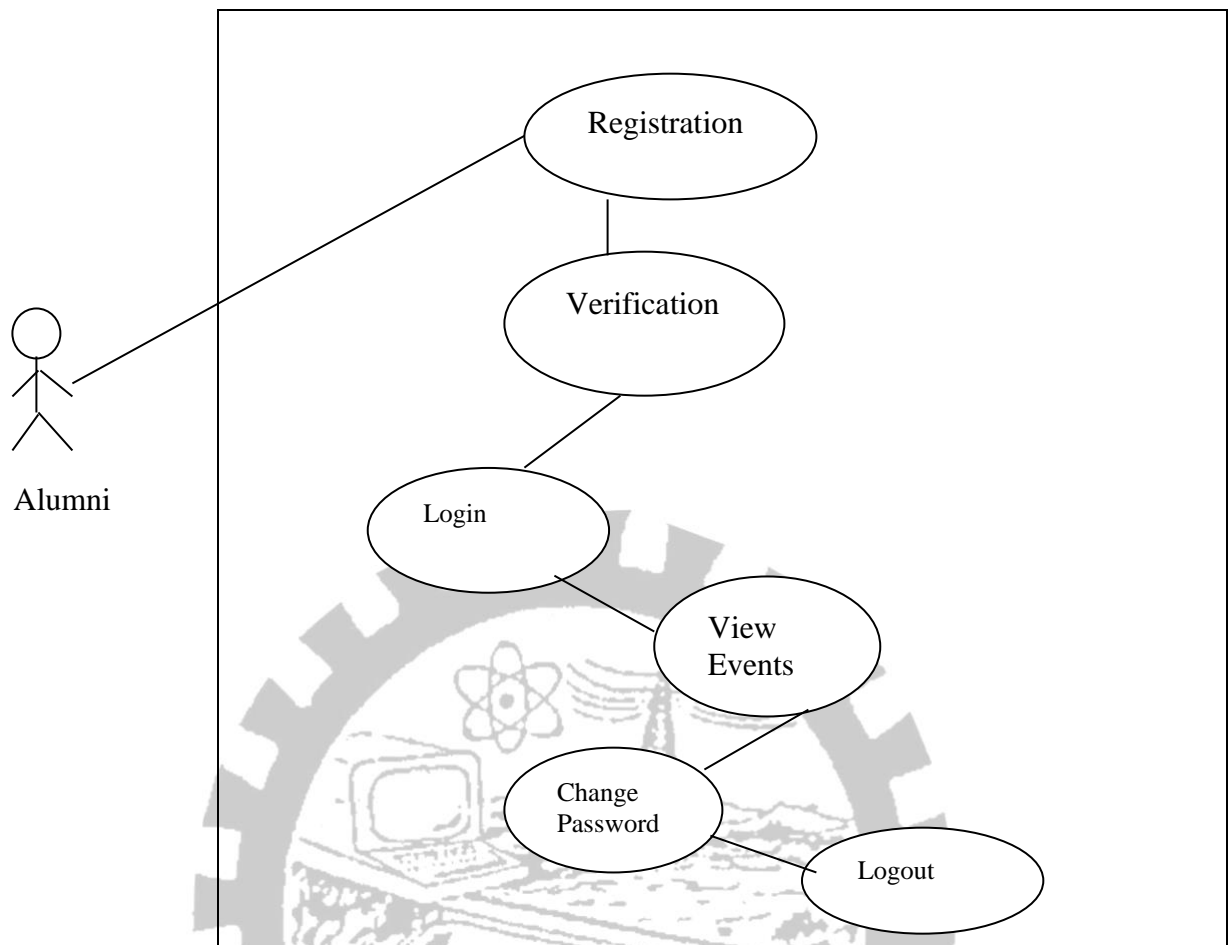 Registration
Verification
Alumni
Login
View
Events
Change
Password
Logout